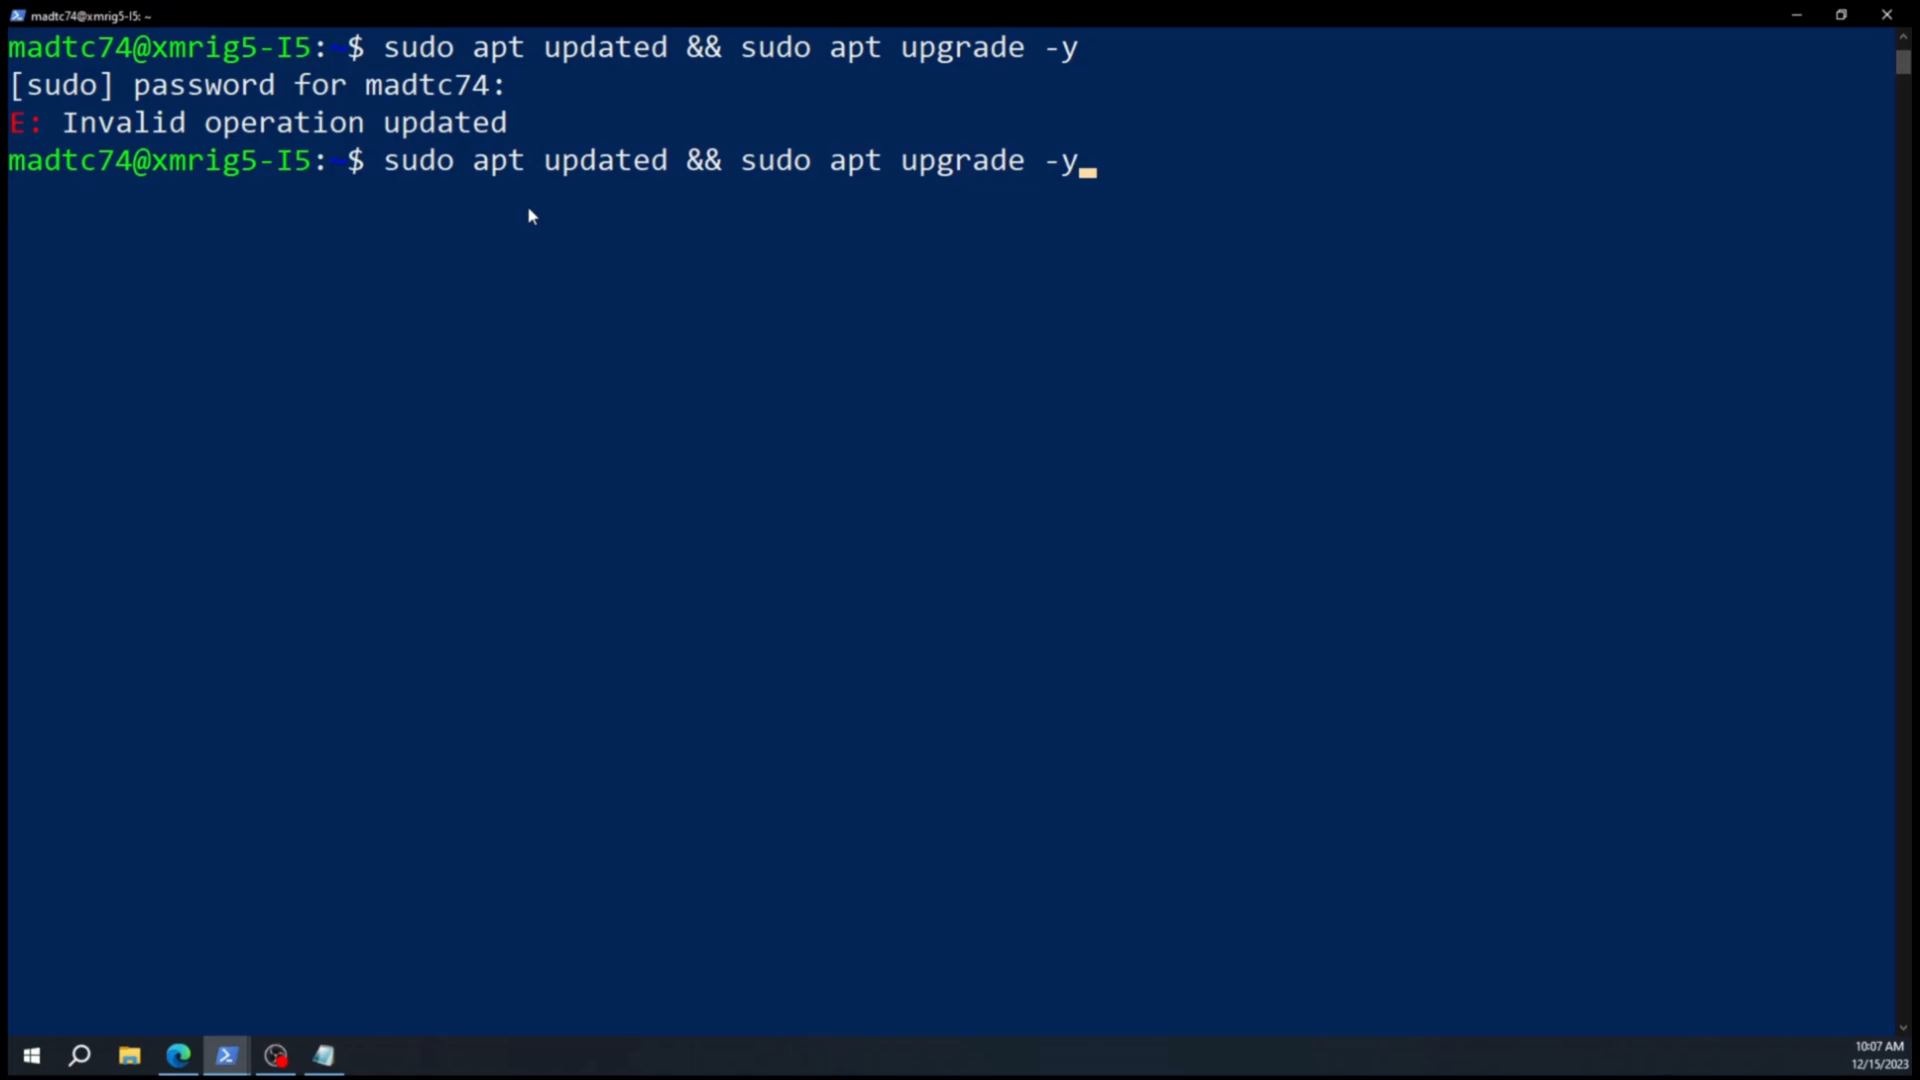 madtc74@xmrig5-I5: ~
madtc74@xmrig5-I5:~$ sudo apt updated && sudo apt upgrade -y
[sudo] password for madtc74:
E: Invalid operation updated
madtc74@xmrig5-I5:~$ sudo apt updated && sudo apt upgrade -y
10:07 AM
12/15/2023